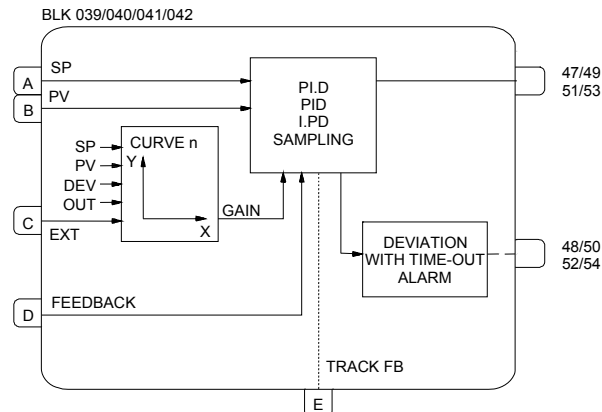 BLK 039/040/041/042
A
SP
B
PV
PI.D
PID
I.PD
SAMPLING
47/49
51/53
CURVE n
SP
PV
DEV
OUT
Y
X
C
EXT
GAIN
DEVIATION
WITH TIME-OUT
ALARM
48/50
52/54
D
FEEDBACK
TRACK FB
E